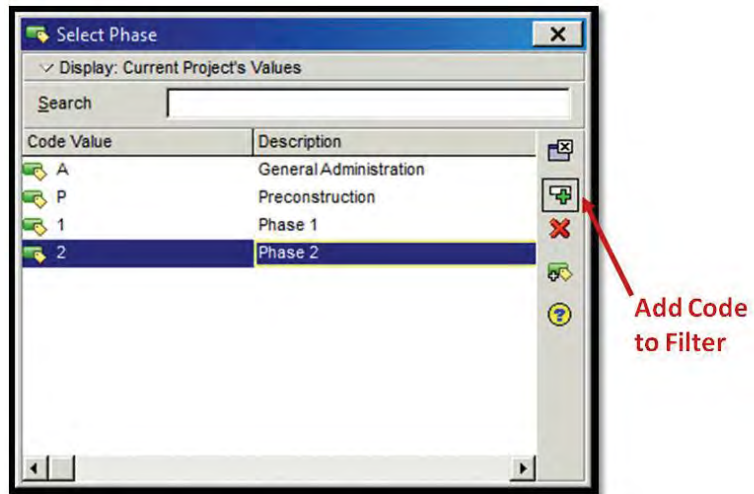 Select Phase
Display: Current Project's Values
Search
Code Value Description
A General Administration
P Preconstruction
1 Phase 1
2 Phase 2
?
Add Code
to Filter